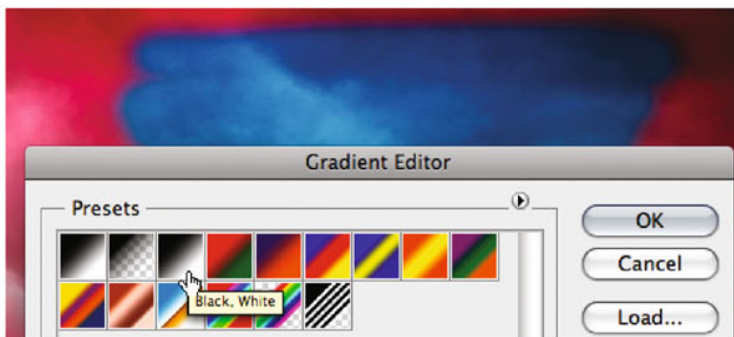 Gradient Editor
Presets
OK
Cancel
Black, White
Load...